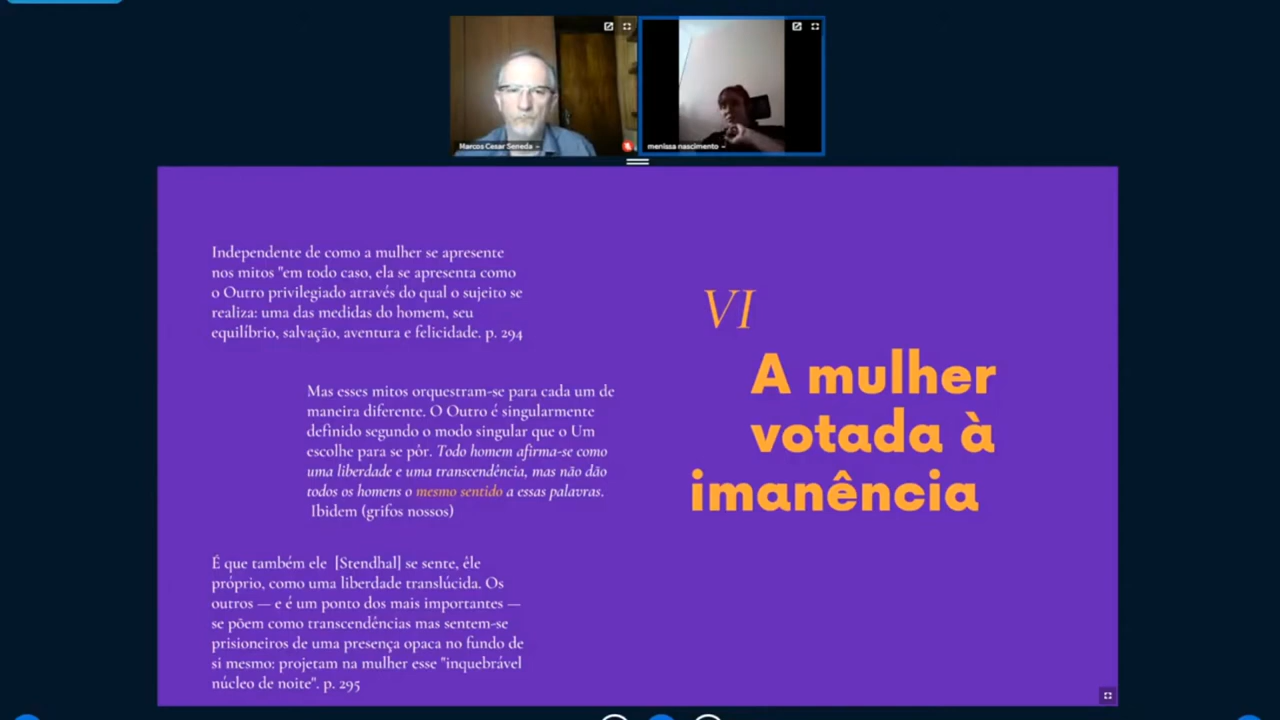 Marcos Cesar Seneda
menissa nascimento
Independente de como a mulher se apresente
nos mitos "em todo caso, ela se apresenta como
o Outro privilegiado através do qual o sujeito se
realiza: uma das medidas do homem, seu
equilíbrio, salvação, aventura e felicidade. p. 294
Mas esses mitos orquestram-se para cada um de
maneira diferente. O Outro é singularmente
definido segundo o modo singular que o Um
escolhe para se pôr. Todo homem afirma-se como
uma liberdade e uma transcendência, mas não dão
todos os homens o mesmo sentido a essas palavras.
Ibidem (grifos nossos)
É que também ele [Stendhal] se sente, êle
próprio, como uma liberdade translúcida. Os
outros — e é um ponto dos mais importantes —
se põem como transcendências mas sentem-se
prisioneiros de uma presença opaca no fundo de
si mesmo: projetam na mulher esse "inquebrável
núcleo de noite". p. 295
VI
A mulher
votada à
imanência